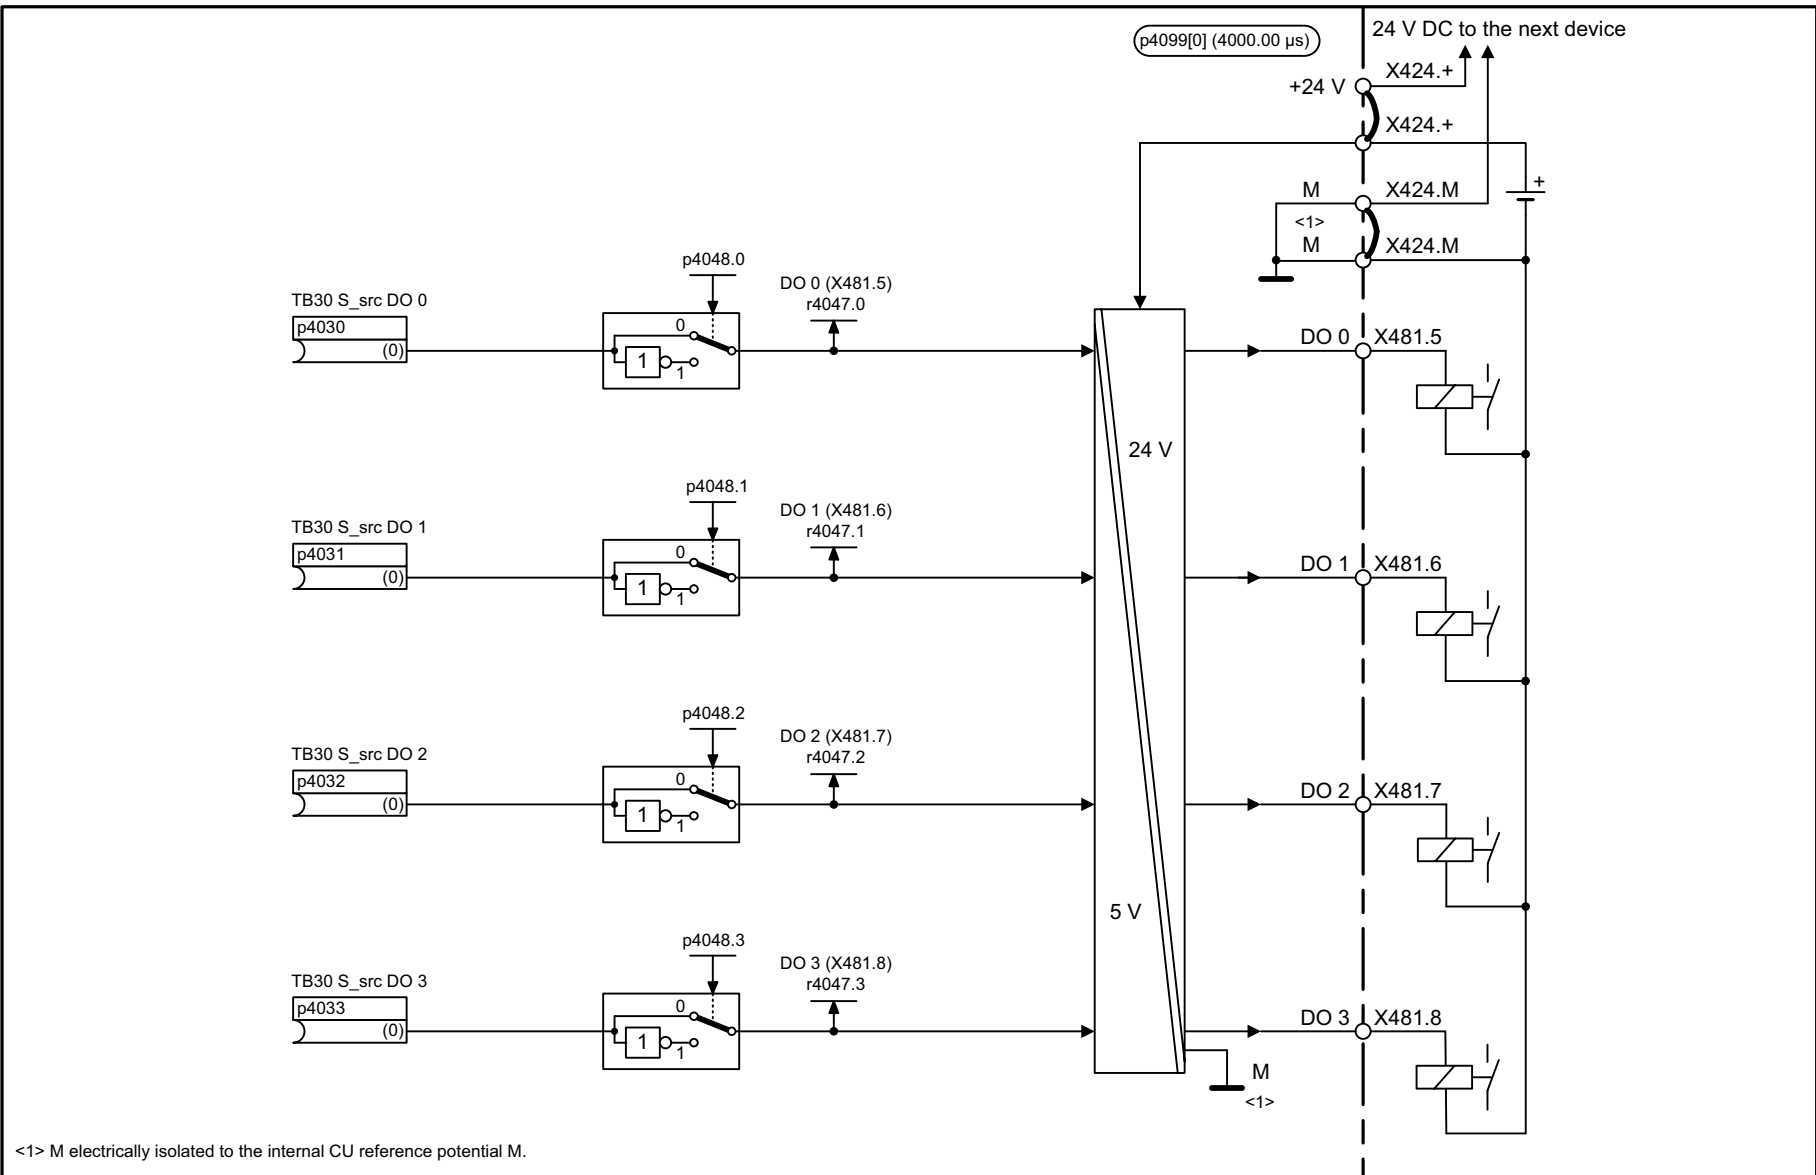 p4099[0] (4000.00 µs)
24 V DC to the next device
X424.+
+24 V
X424.+
M
X424.M
+
<1>
M
X424.M
p4048.0
DO 0 (X481.5)
r4047.0
TB30 S_src DO 0
p4030
(0)
0
1
1
DO 0
X481.5
24 V
p4048.1
DO 1 (X481.6)
r4047.1
TB30 S_src DO 1
p4031
(0)
0
1
1
DO 1
X481.6
p4048.2
DO 2 (X481.7)
r4047.2
TB30 S_src DO 2
p4032
(0)
0
1
1
DO 2
X481.7
5 V
p4048.3
DO 3 (X481.8)
r4047.3
TB30 S_src DO 3
p4033
(0)
0
1
1
DO 3
X481.8
M
<1>
<1> M electrically isolated to the internal CU reference potential M.